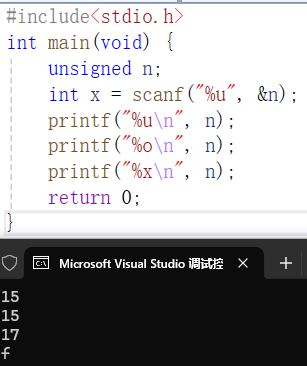 #include<stdio.h>
int main(void) {
    unsigned n;
    int x = scanf("%u", &n);
    printf("%u\n", n);
    printf("%o\n", n);
    printf("%x\n", n);
    return 0;
}
Microsoft Visual Studio 调试控
15
15
17
f